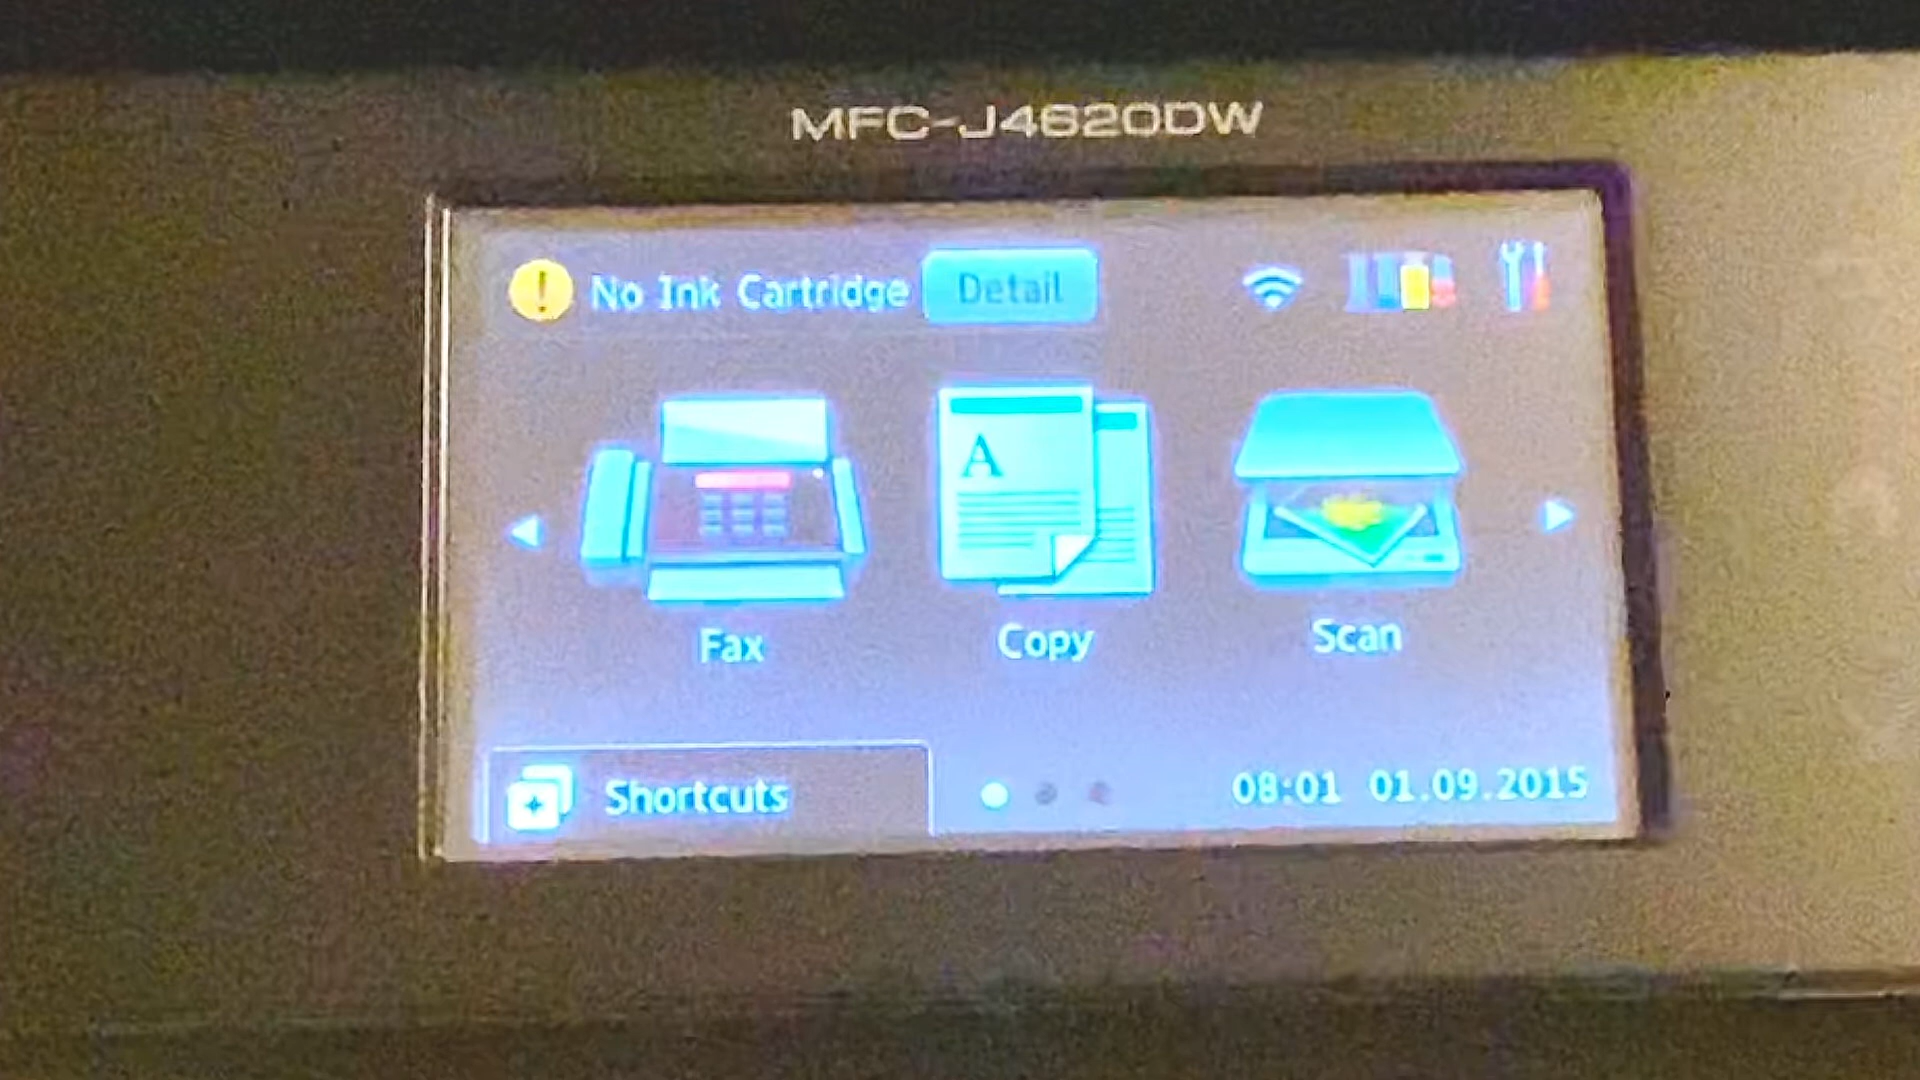 MFC-J4620DW
No Ink Cartridge Detail
A
Fax Copy Scan
Shortcuts 08:01 01.09.2015